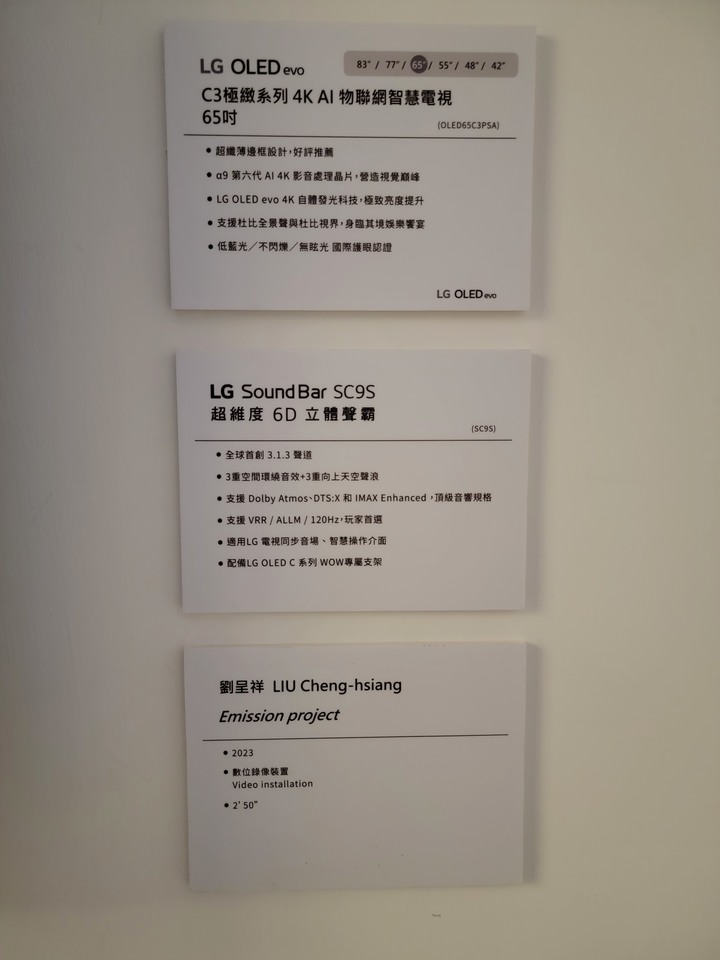 LG OLED evo
83" / 77" / 65" / 55" / 48" / 42"
C3極緻系列 4K AI 物聯網智慧電視
65吋
(OLED65C3PSA)
• 超纖薄邊框設計，好評推薦
• α9 第六代 AI 4K 影音處理晶片，營造視覺巔峰
• LG OLED evo 4K 自體發光科技，極致亮度提升
• 支援杜比全景聲與杜比視界，身臨其境娛樂饗宴
• 低藍光／不閃爍／無眩光 國際護眼認證
LG OLED evo
LG Sound Bar SC9S
超維度 6D 立體聲霸
(SC9S)
• 全球首創 3.1.3 聲道
• 3重空間環繞音效+3重向上天空聲浪
• 支援 Dolby Atmos、DTS:X 和 IMAX Enhanced ，頂級音響規格
• 支援 VRR / ALLM / 120Hz，玩家首選
• 適用LG 電視同步音場、智慧操作介面
• 配備LG OLED C 系列 WOW專屬支架
劉呈祥 LIU Cheng-hsiang
Emission project
• 2023
• 數位錄像裝置
Video installation
• 2' 50"